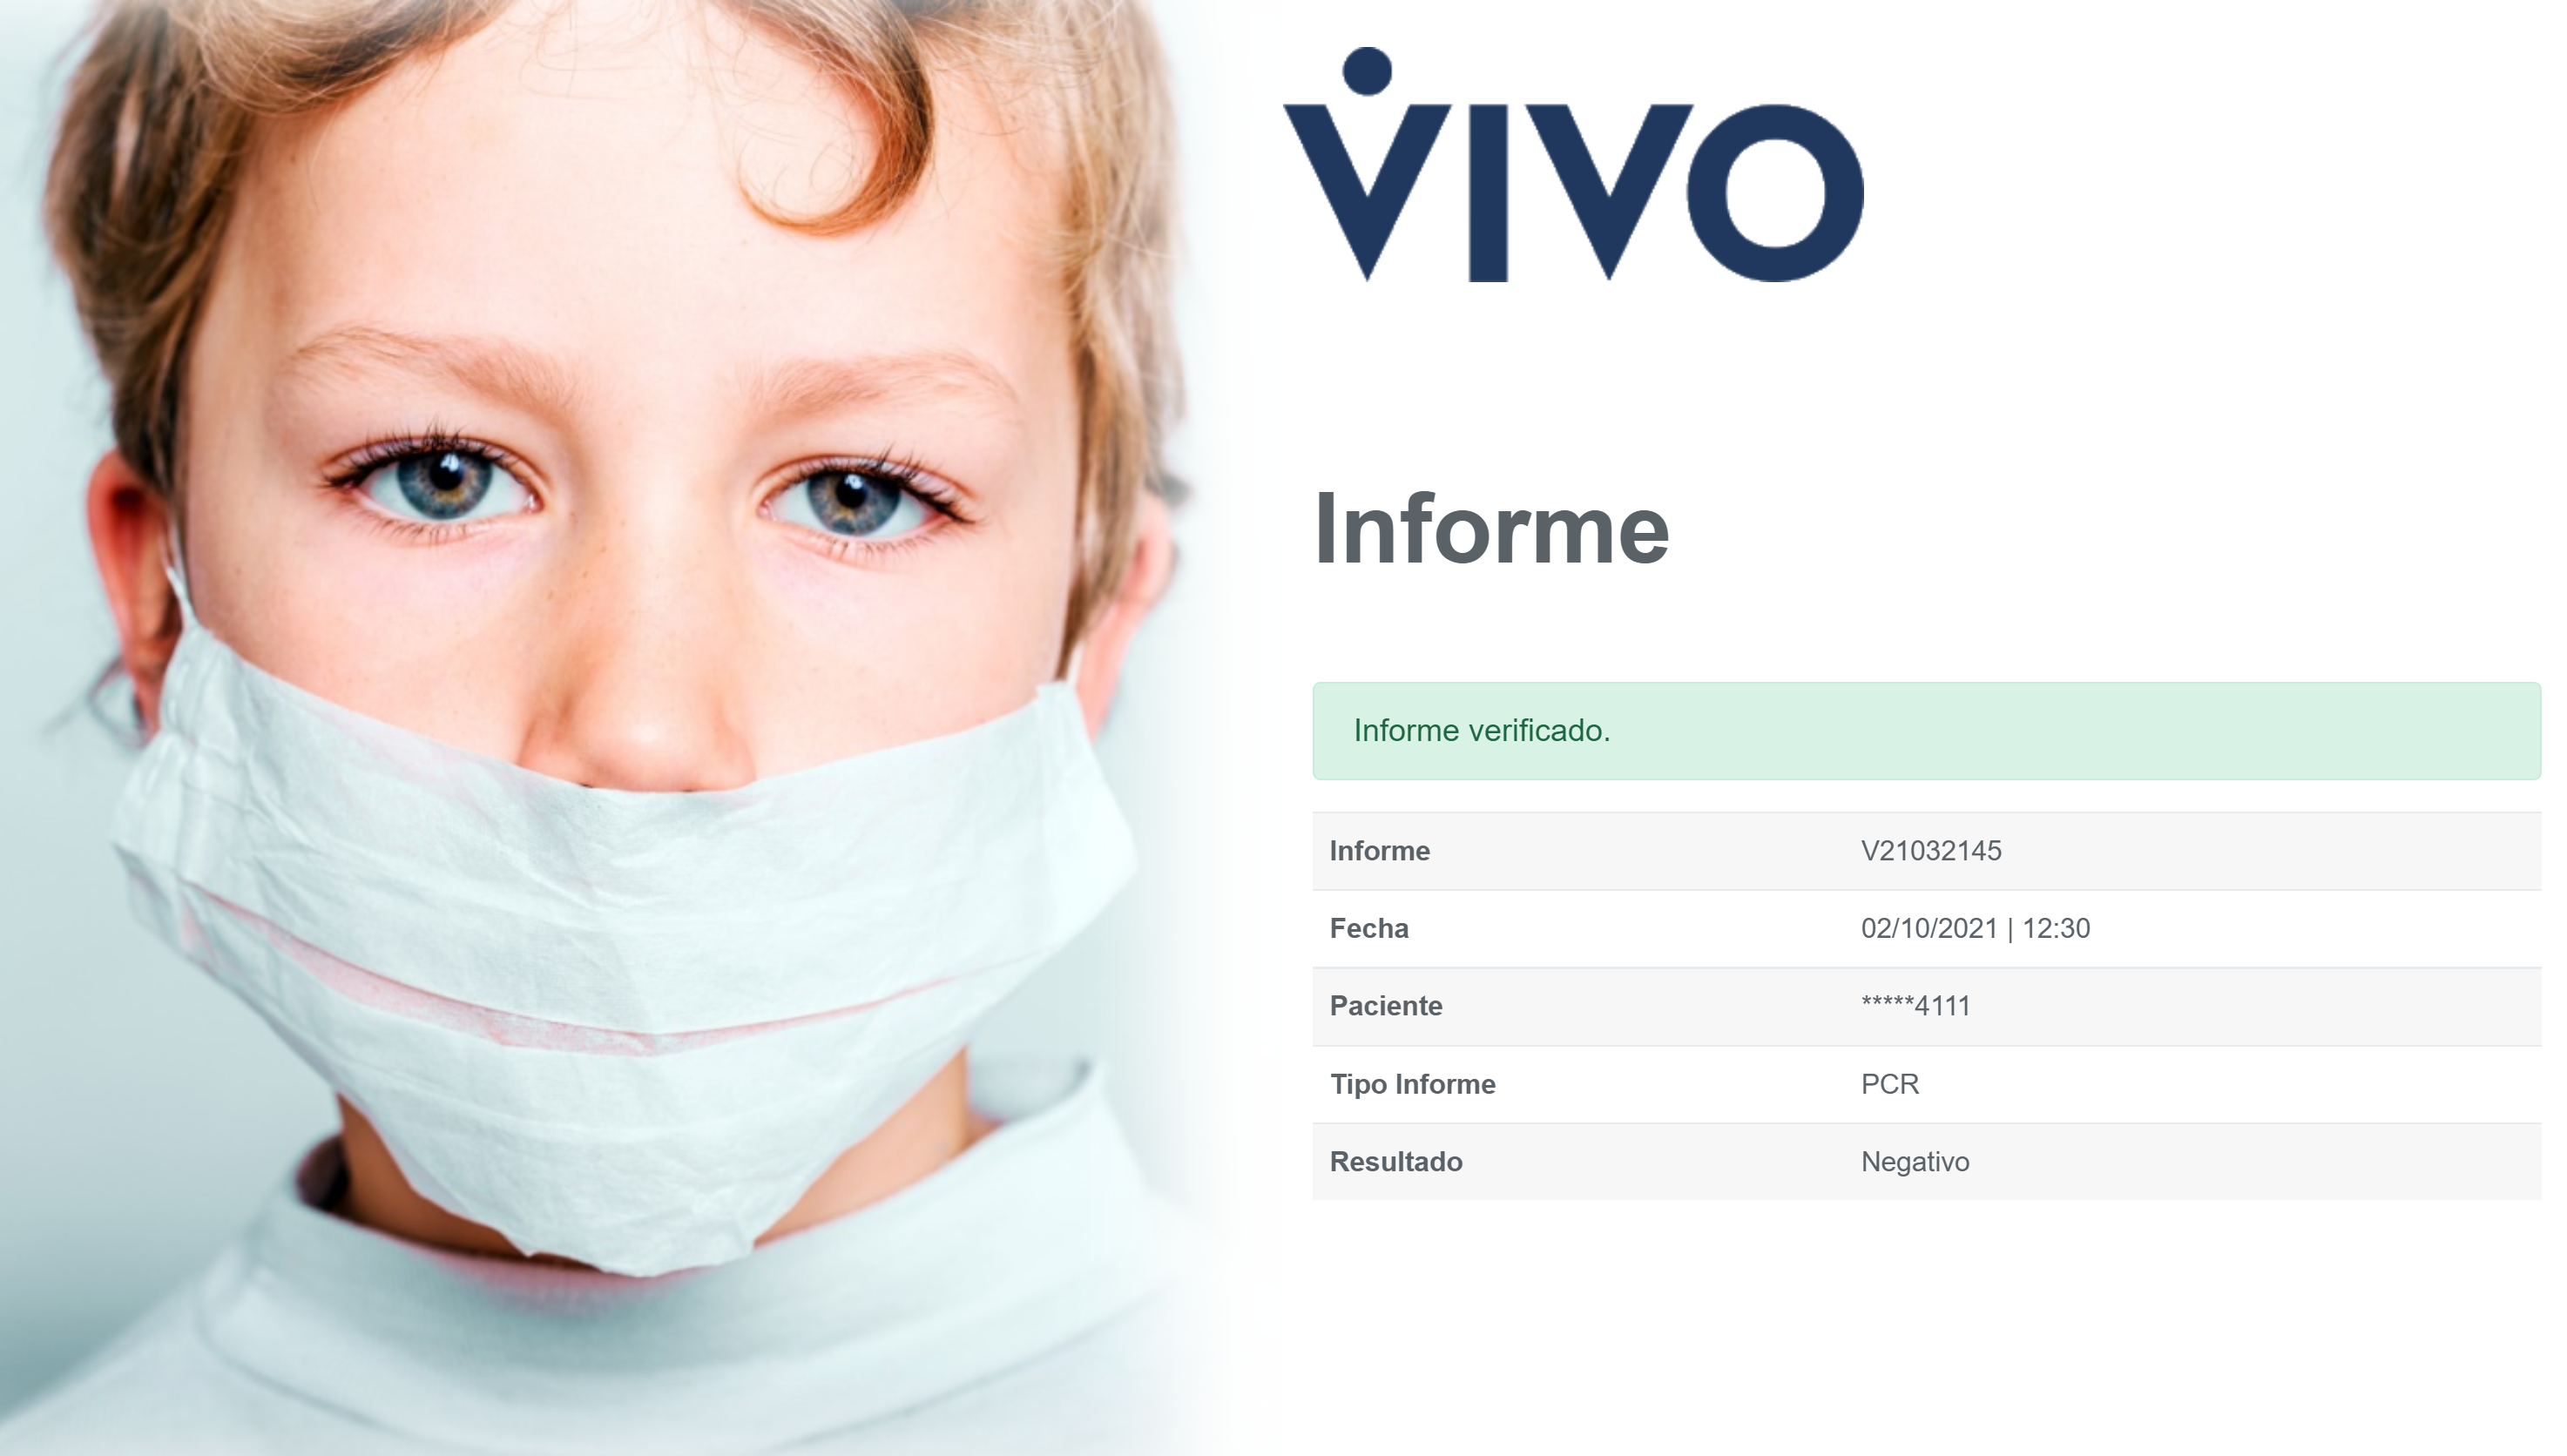 VIVO
Informe
Informe verificado.
Informe V21032145
Fecha 02/10/2021 | 12:30
Paciente *****4111
Tipo Informe PCR
Resultado Negativo